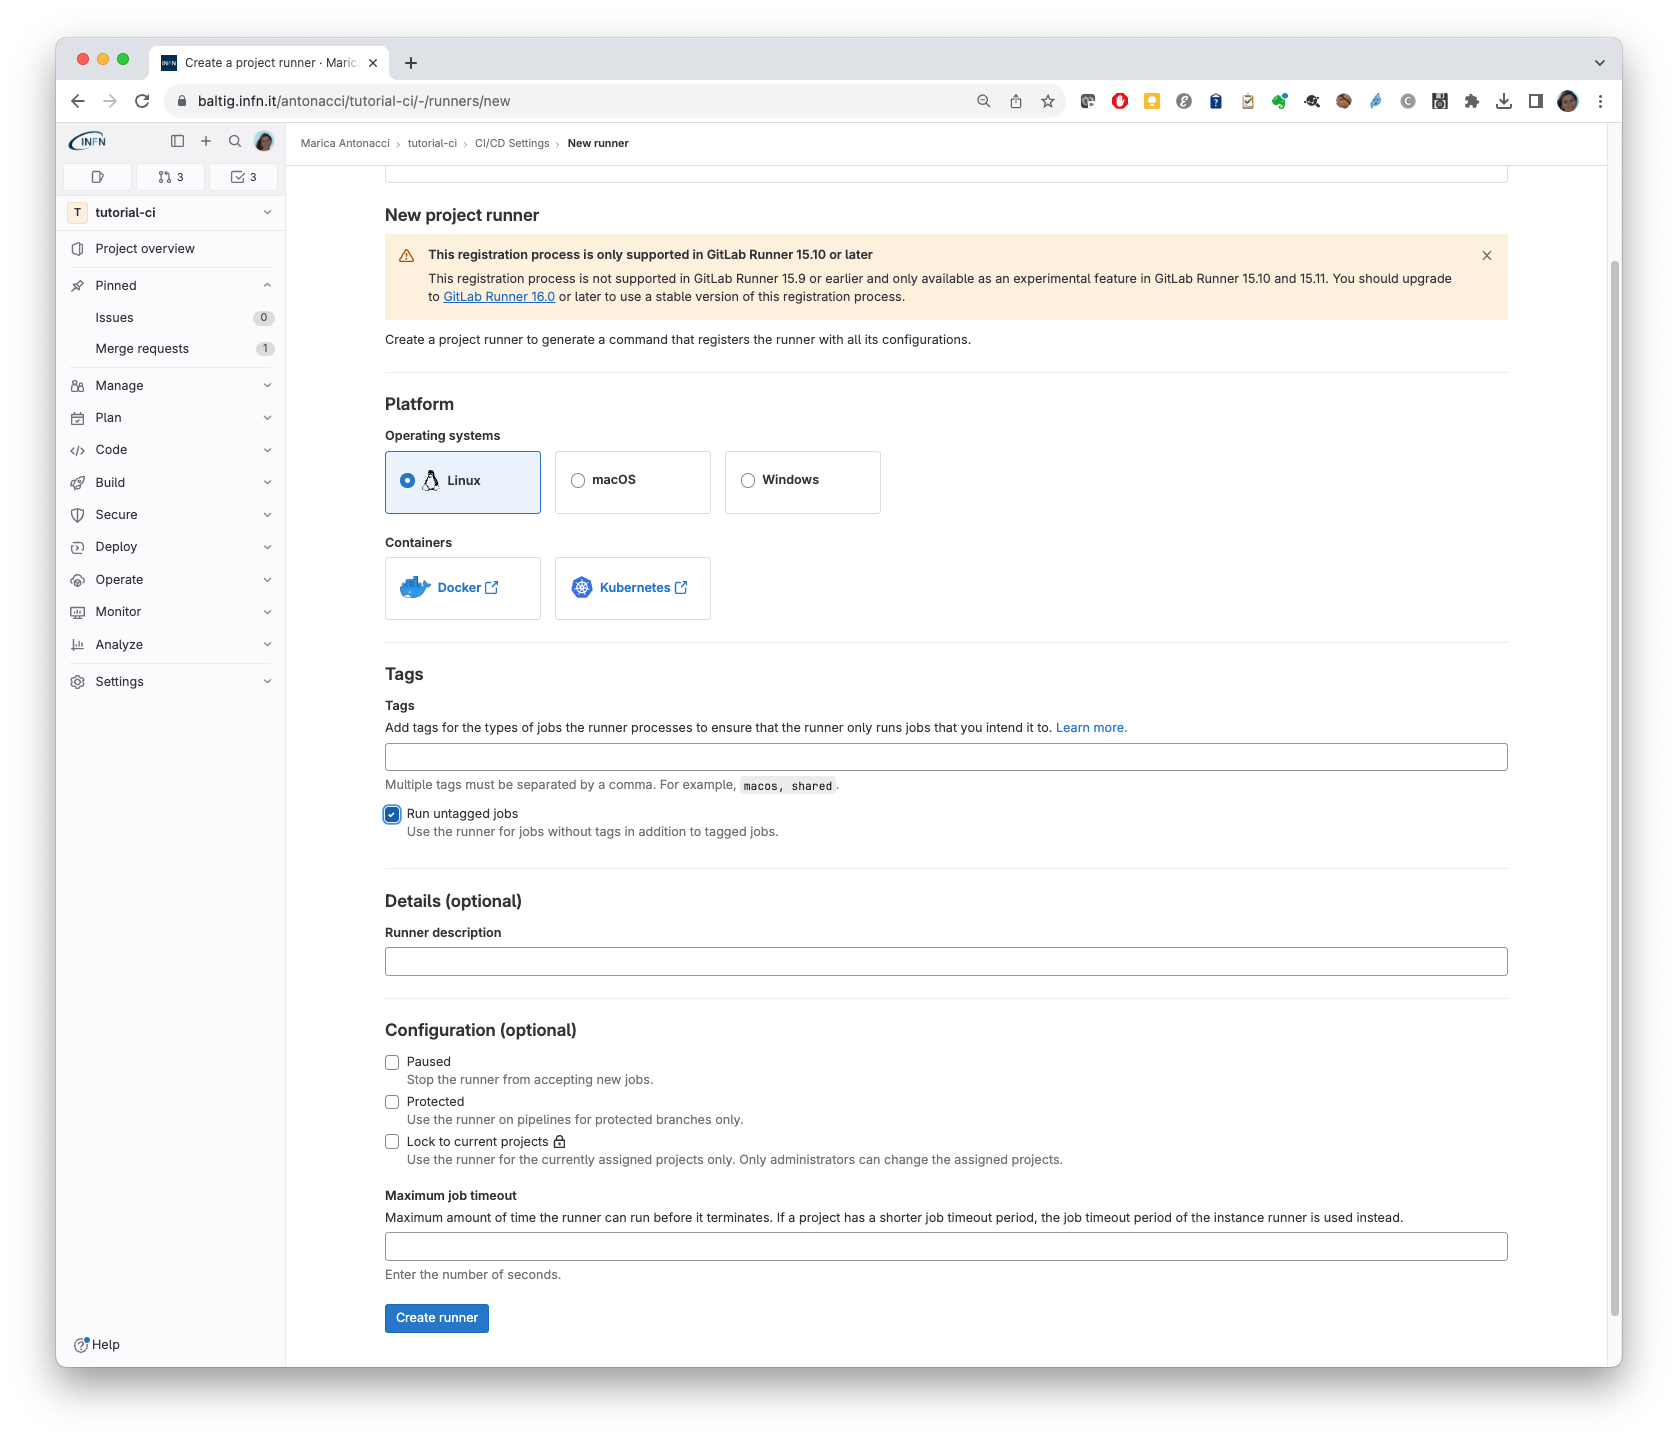 INFN Create a project runner · Maric
baltig.infn.it/antonacci/tutorial-ci/-/runners/new
INFN
3
3
T tutorial-ci
Project overview
Pinned
Issues 0
Merge requests 1
Manage
Plan
Code
Build
Secure
Deploy
Operate
Monitor
Analyze
Settings
Help
Marica Antonacci › tutorial-ci › CI/CD Settings › New runner
New project runner
This registration process is only supported in GitLab Runner 15.10 or later
This registration process is not supported in GitLab Runner 15.9 or earlier and only available as an experimental feature in GitLab Runner 15.10 and 15.11. You should upgrade
to GitLab Runner 16.0 or later to use a stable version of this registration process.
Create a project runner to generate a command that registers the runner with all its configurations.
Platform
Operating systems
Linux macOS Windows
Containers
Docker Kubernetes
Tags
Tags
Add tags for the types of jobs the runner processes to ensure that the runner only runs jobs that you intend it to. Learn more.
Multiple tags must be separated by a comma. For example, macos, shared.
Run untagged jobs
Use the runner for jobs without tags in addition to tagged jobs.
Details (optional)
Runner description
Configuration (optional)
Paused
Stop the runner from accepting new jobs.
Protected
Use the runner on pipelines for protected branches only.
Lock to current projects
Use the runner for the currently assigned projects only. Only administrators can change the assigned projects.
Maximum job timeout
Maximum amount of time the runner can run before it terminates. If a project has a shorter job timeout period, the job timeout period of the instance runner is used instead.
Enter the number of seconds.
Create runner